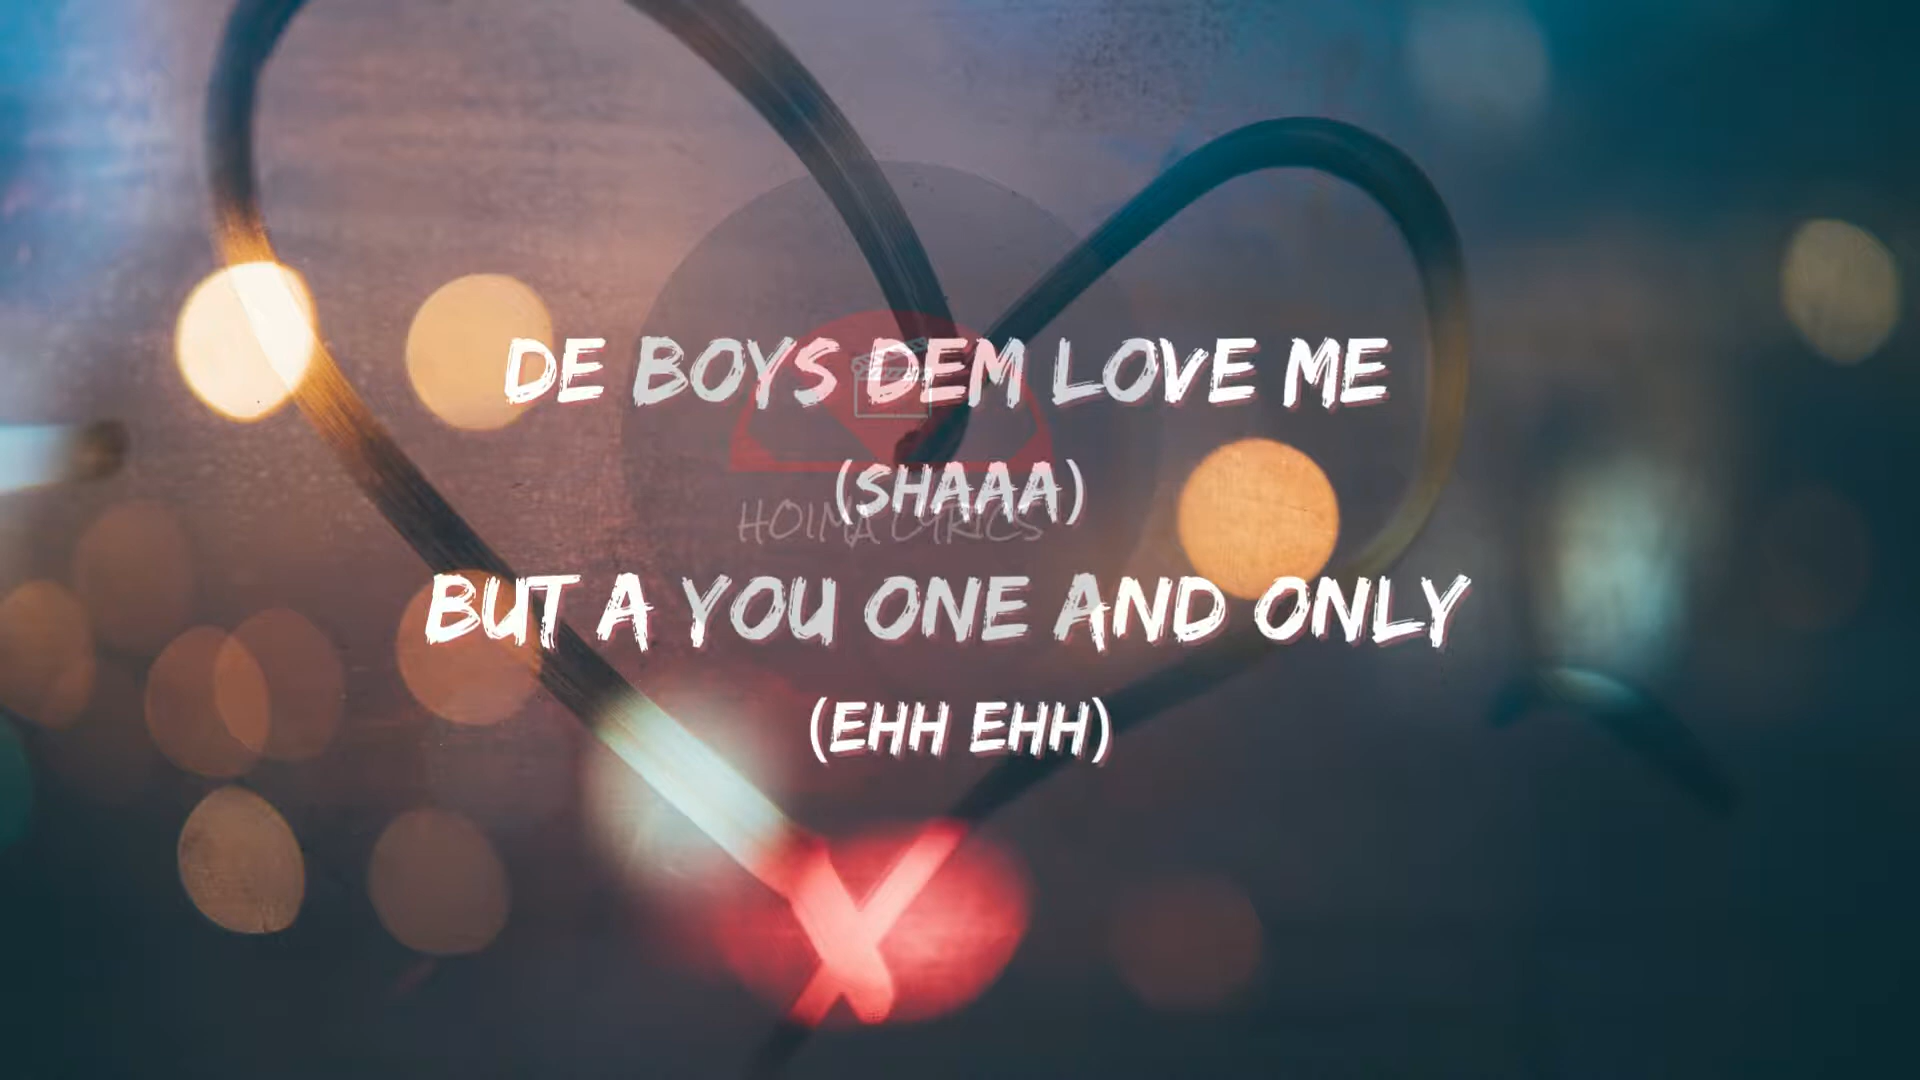 DE BOYS DEM LOVE ME
(SHAAA)
HOIMA LYRICS
BUT A YOU ONE AND ONLY
(EHH EHH)